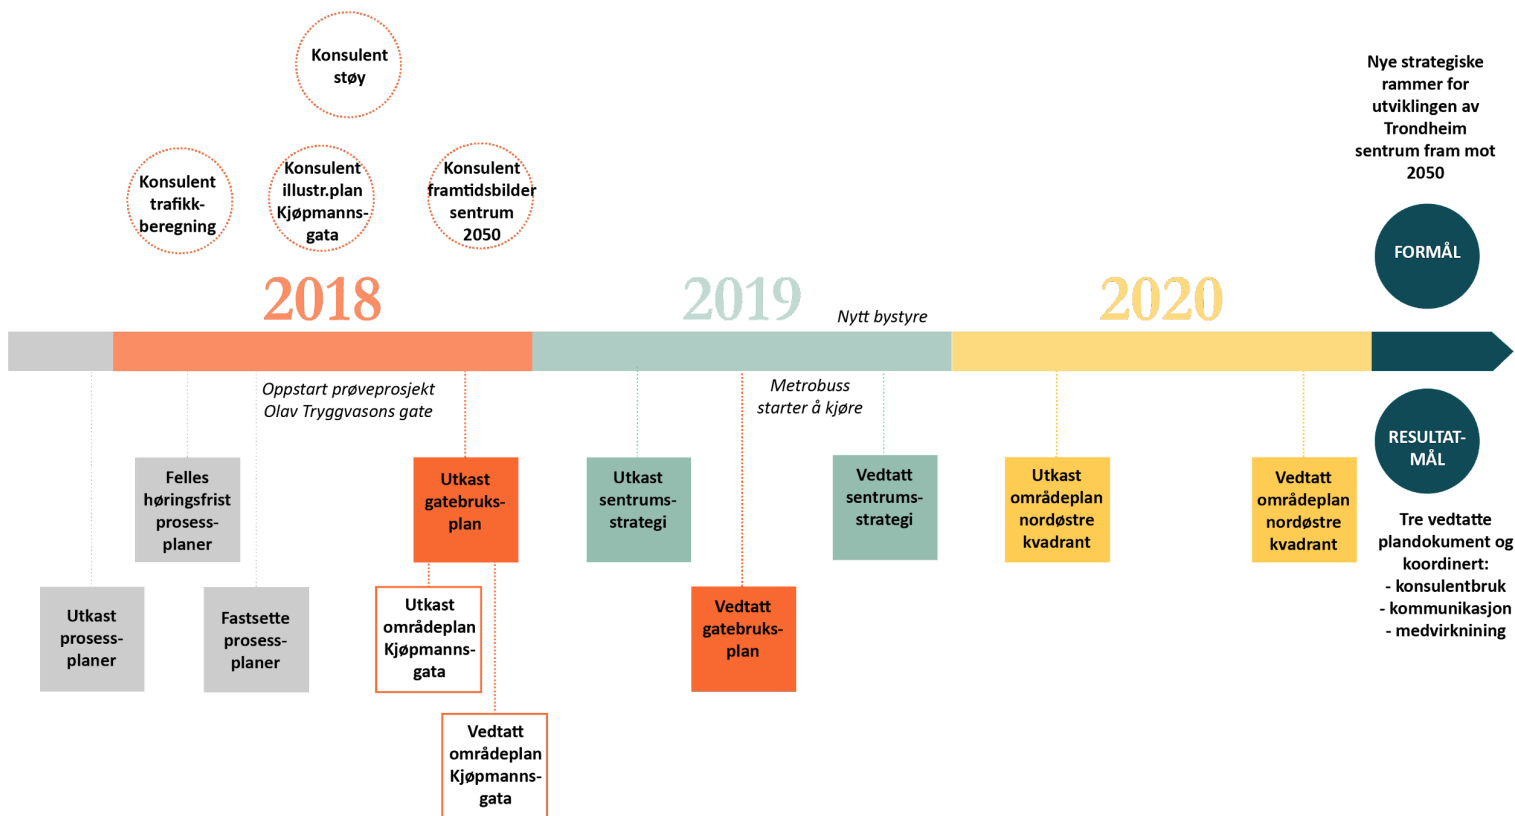 Konsulent
støy
Konsulent
trafikk-
beregning
Konsulent
illustr.plan
Kjøpmanns-
gata
Konsulent
framtidsbilder
sentrum
2050
Nye strategiske
rammer for
utviklingen av
Trondheim
sentrum fram mot
2050
FORMÅL
2018
2019
2020
Nytt bystyre
Oppstart prøveprosjekt
Olav Tryggvasons gate
Metrobuss
starter å kjøre
RESULTAT-
MÅL
Felles
høringsfrist
prosess-
planer
Utkast
gatebruks-
plan
Utkast
sentrums-
strategi
Vedtatt
sentrums-
strategi
Utkast
områdeplan
nordøstre
kvadrant
Vedtatt
områdeplan
nordøstre
kvadrant
Tre vedtatte
plandokument og
koordinert:
- konsulentbruk
- kommunikasjon
- medvirknining
Utkast
prosess-
planer
Fastsette
prosess-
planer
Utkast
områdeplan
Kjøpmanns-
gata
Vedtatt
gatebruks-
plan
Vedtatt
områdeplan
Kjøpmanns-
gata